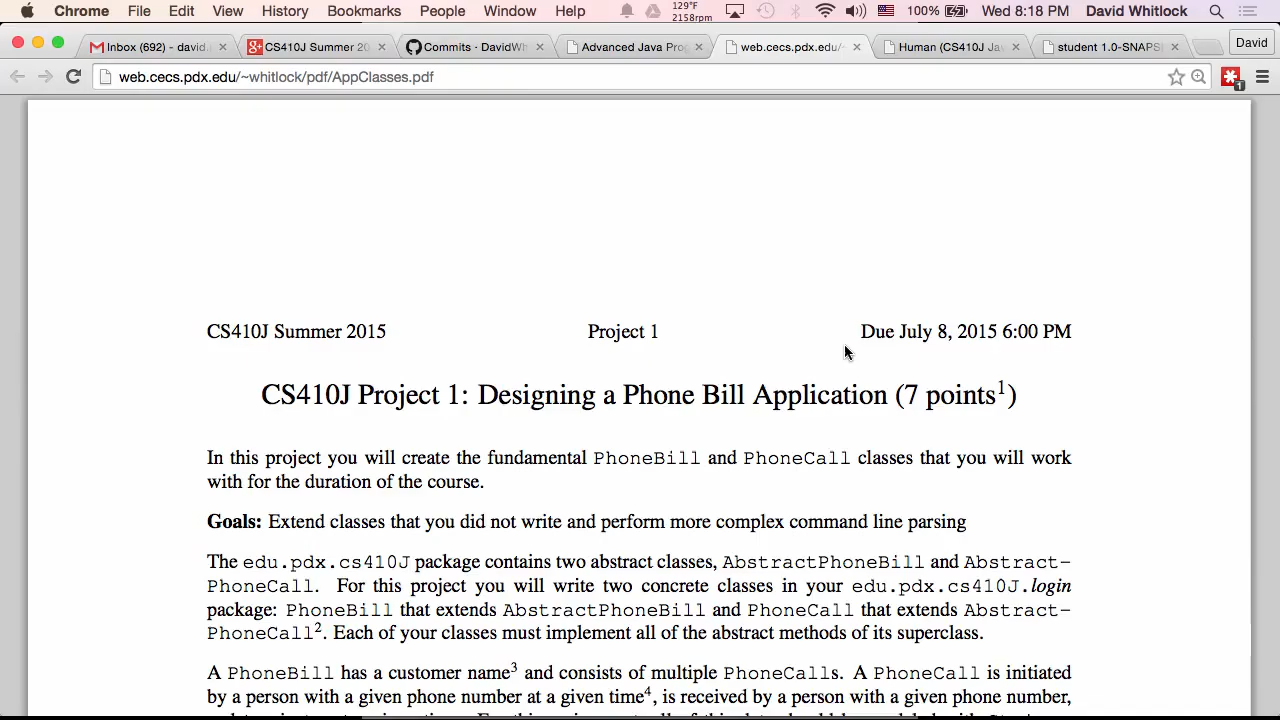 Chrome File Edit View History Bookmarks People Window Help 129°F 2158rpm 100% Wed 8:18 PM David Whitlock
Inbox (692) - david. CS410J Summer 20 Commits - DavidWh Advanced Java Pro web.cecs.pdx.edu/~ Human (CS410J Jav student 1.0-SNAPS David
web.cecs.pdx.edu/~whitlock/pdf/AppClasses.pdf 1
CS410J Summer 2015 Project 1 Due July 8, 2015 6:00 PM
CS410J Project 1: Designing a Phone Bill Application (7 points1)
In this project you will create the fundamental PhoneBill and PhoneCall classes that you will work
with for the duration of the course.
Goals: Extend classes that you did not write and perform more complex command line parsing
The edu.pdx.cs410J package contains two abstract classes, AbstractPhoneBill and Abstract-
PhoneCall. For this project you will write two concrete classes in your edu.pdx.cs410J.login
package: PhoneBill that extends AbstractPhoneBill and PhoneCall that extends Abstract-
PhoneCall2. Each of your classes must implement all of the abstract methods of its superclass.
A PhoneBill has a customer name3 and consists of multiple PhoneCalls. A PhoneCall is initiated
by a person with a given phone number at a given time4, is received by a person with a given phone number,